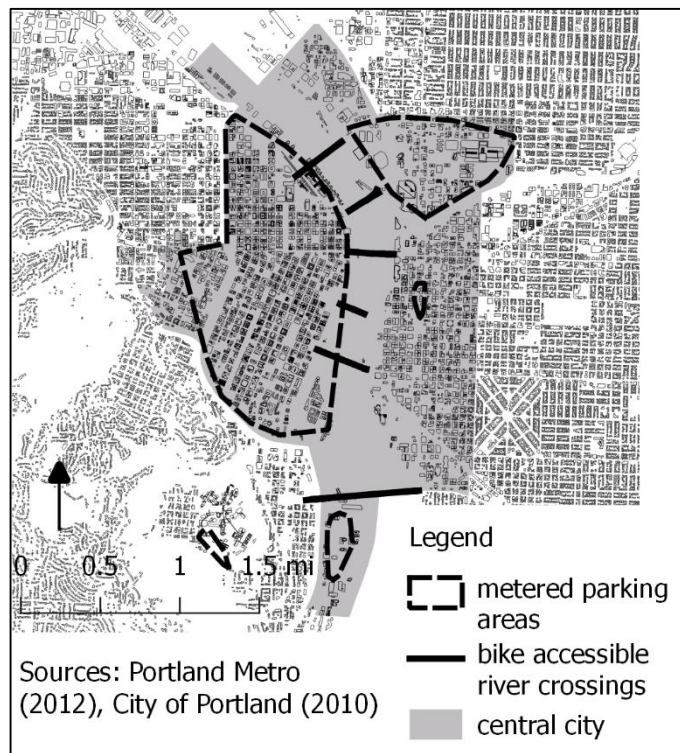 0 0.5 1 1.5 mi
Legend
metered parking
areas
bike accessible
river crossings
central city
Sources: Portland Metro
(2012), City of Portland (2010)